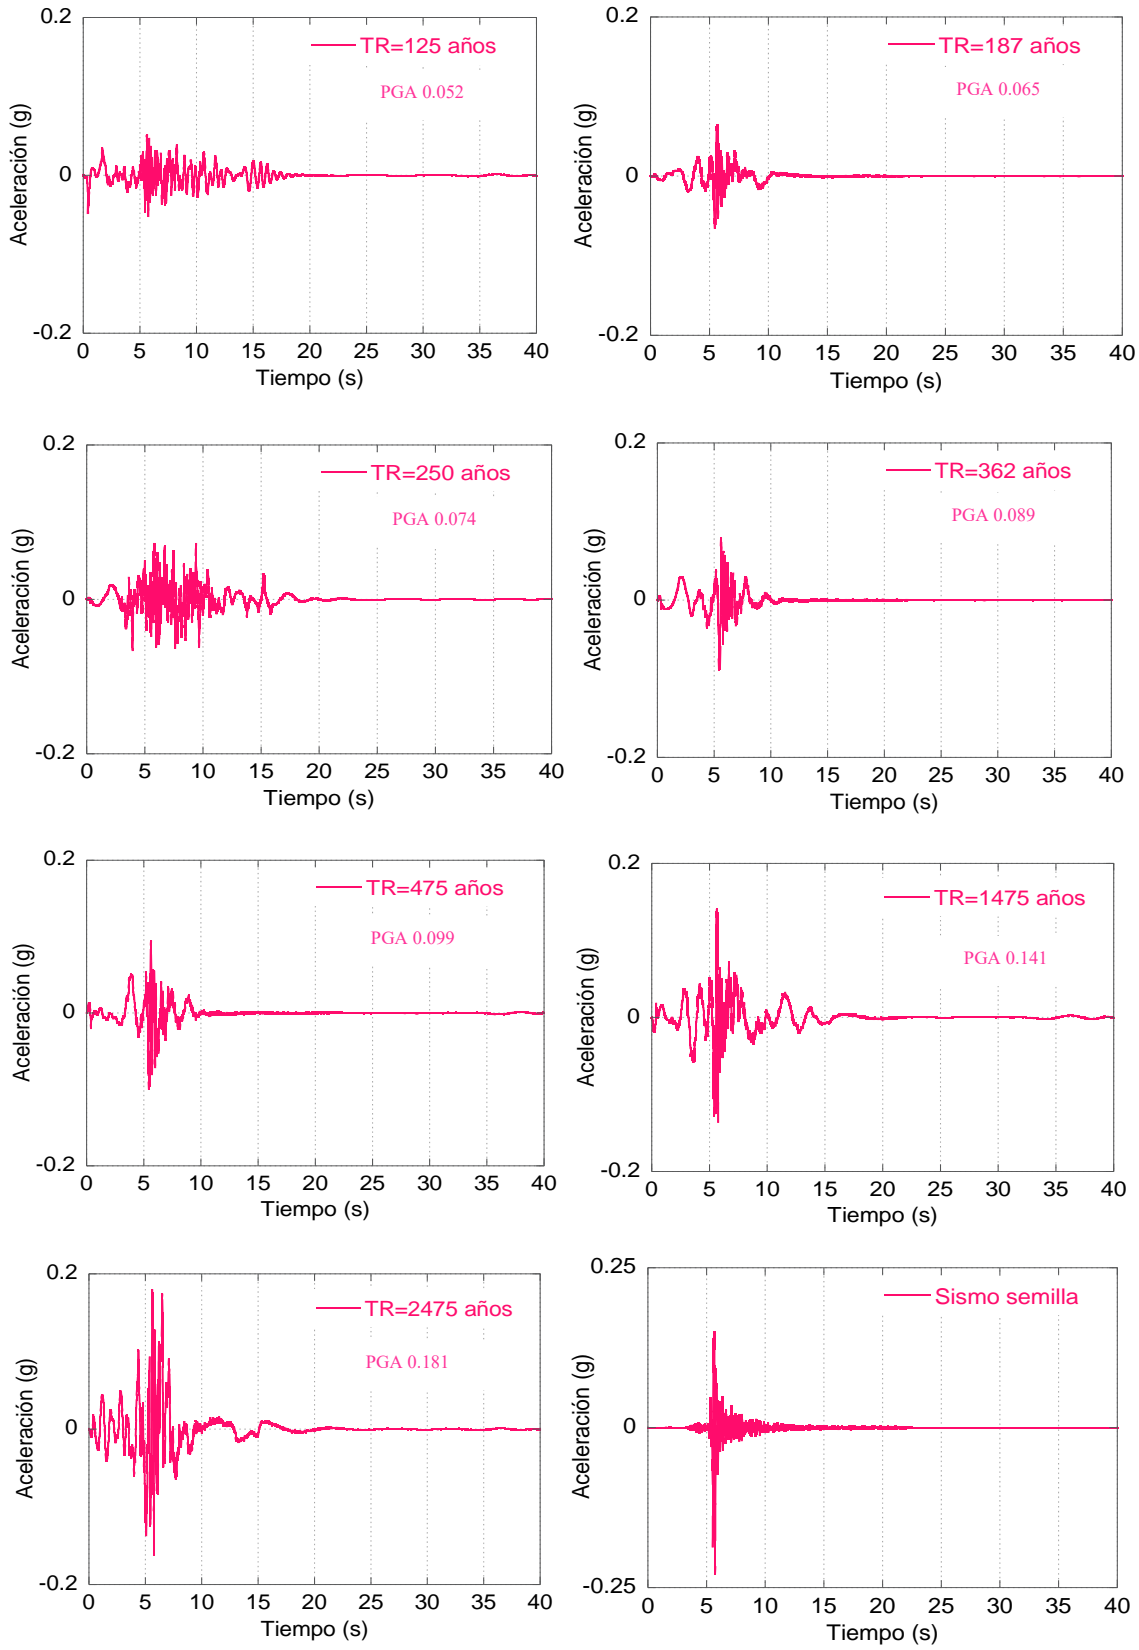 0.2
TR=125 años
PGA 0.052
Aceleración (g)
0
-0.2
0 5 10 15 20 25 30 35 40
Tiempo (s)
0.2
TR=187 años
PGA 0.065
Aceleración (g)
0
-0.2
0 5 10 15 20 25 30 35 40
Tiempo (s)
0.2
TR=250 años
PGA 0.074
Aceleración (g)
0
-0.2
0 5 10 15 20 25 30 35 40
Tiempo (s)
0.2
TR=362 años
PGA 0.089
Aceleración (g)
0
-0.2
0 5 10 15 20 25 30 35 40
Tiempo (s)
0.2
TR=475 años
PGA 0.099
Aceleración (g)
0
-0.2
0 5 10 15 20 25 30 35 40
Tiempo (s)
0.2
TR=1475 años
PGA 0.141
Aceleración (g)
0
-0.2
0 5 10 15 20 25 30 35 40
Tiempo (s)
0.2
TR=2475 años
PGA 0.181
Aceleración (g)
0
-0.2
0 5 10 15 20 25 30 35 40
Tiempo (s)
0.25
Sismo semilla
Aceleración (g)
0
-0.25
0 5 10 15 20 25 30 35 40
Tiempo (s)